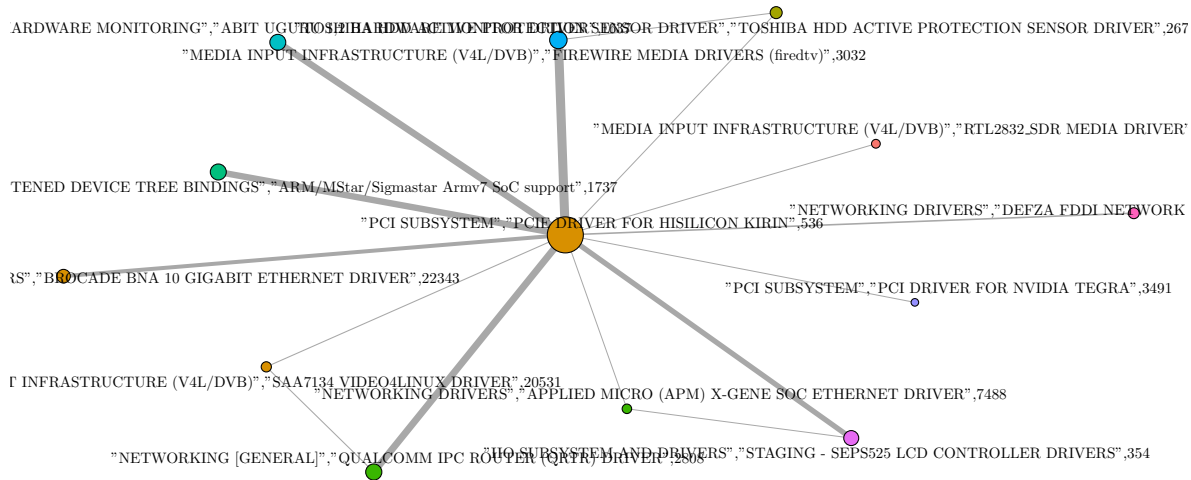 ARDWARE MONITORING","ABIT UGURU 1,2 HARDWARE MONITOR DRIVER",1037
"TOSHIBA HDD ACTIVE PROTECTION SENSOR DRIVER","TOSHIBA HDD ACTIVE PROTECTION SENSOR DRIVER",267
"MEDIA INPUT INFRASTRUCTURE (V4L/DVB)","FIREWIRE MEDIA DRIVERS (firedtv)",3032
"MEDIA INPUT INFRASTRUCTURE (V4L/DVB)","RTL2832_SDR MEDIA DRIVER"
TENED DEVICE TREE BINDINGS","ARM/MStar/Sigmastar Armv7 SoC support",1737
"NETWORKING DRIVERS","DEFZA FDDI NETWORK
"PCI SUBSYSTEM","PCIE DRIVER FOR HISILICON KIRIN",536
RS","BROCADE BNA 10 GIGABIT ETHERNET DRIVER",22343
"PCI SUBSYSTEM","PCI DRIVER FOR NVIDIA TEGRA",3491
T INFRASTRUCTURE (V4L/DVB)","SAA7134 VIDEO4LINUX DRIVER",20531
"NETWORKING DRIVERS","APPLIED MICRO (APM) X-GENE SOC ETHERNET DRIVER",7488
"NETWORKING [GENERAL]","QUALCOMM IPC ROUTER (QRTR) DRIVER",2808
"IIO SUBSYSTEM AND DRIVERS","STAGING - SEPS525 LCD CONTROLLER DRIVERS",354